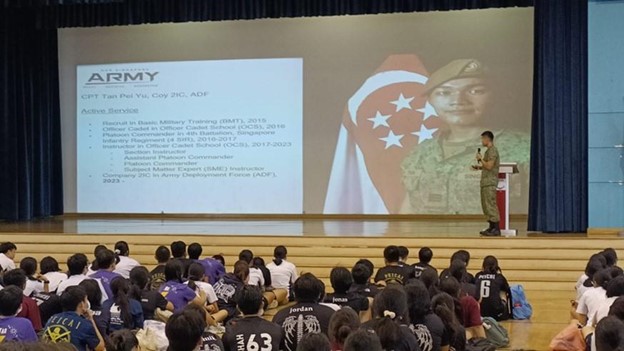 ARMY
CPT Tan Pei Yu, Coy 2IC, ADF
Active Service
Recruit in Basic Military Training (BMT), 2015
Officer Cadet in Officer Cadet School (OCS), 2016
Platoon Commander in 4th Battalion, Singapore
Infantry Regiment (4 SIR), 2016-2017
Instructor in Officer Cadet School (OCS), 2017-2023
Section Instructor
Assistant Platoon Commander
Platoon Commander
Subject Matter Expert (SME) Instructor
Company 2IC in Army Deployment Force (ADF),
2023 -
Jordan
63
6